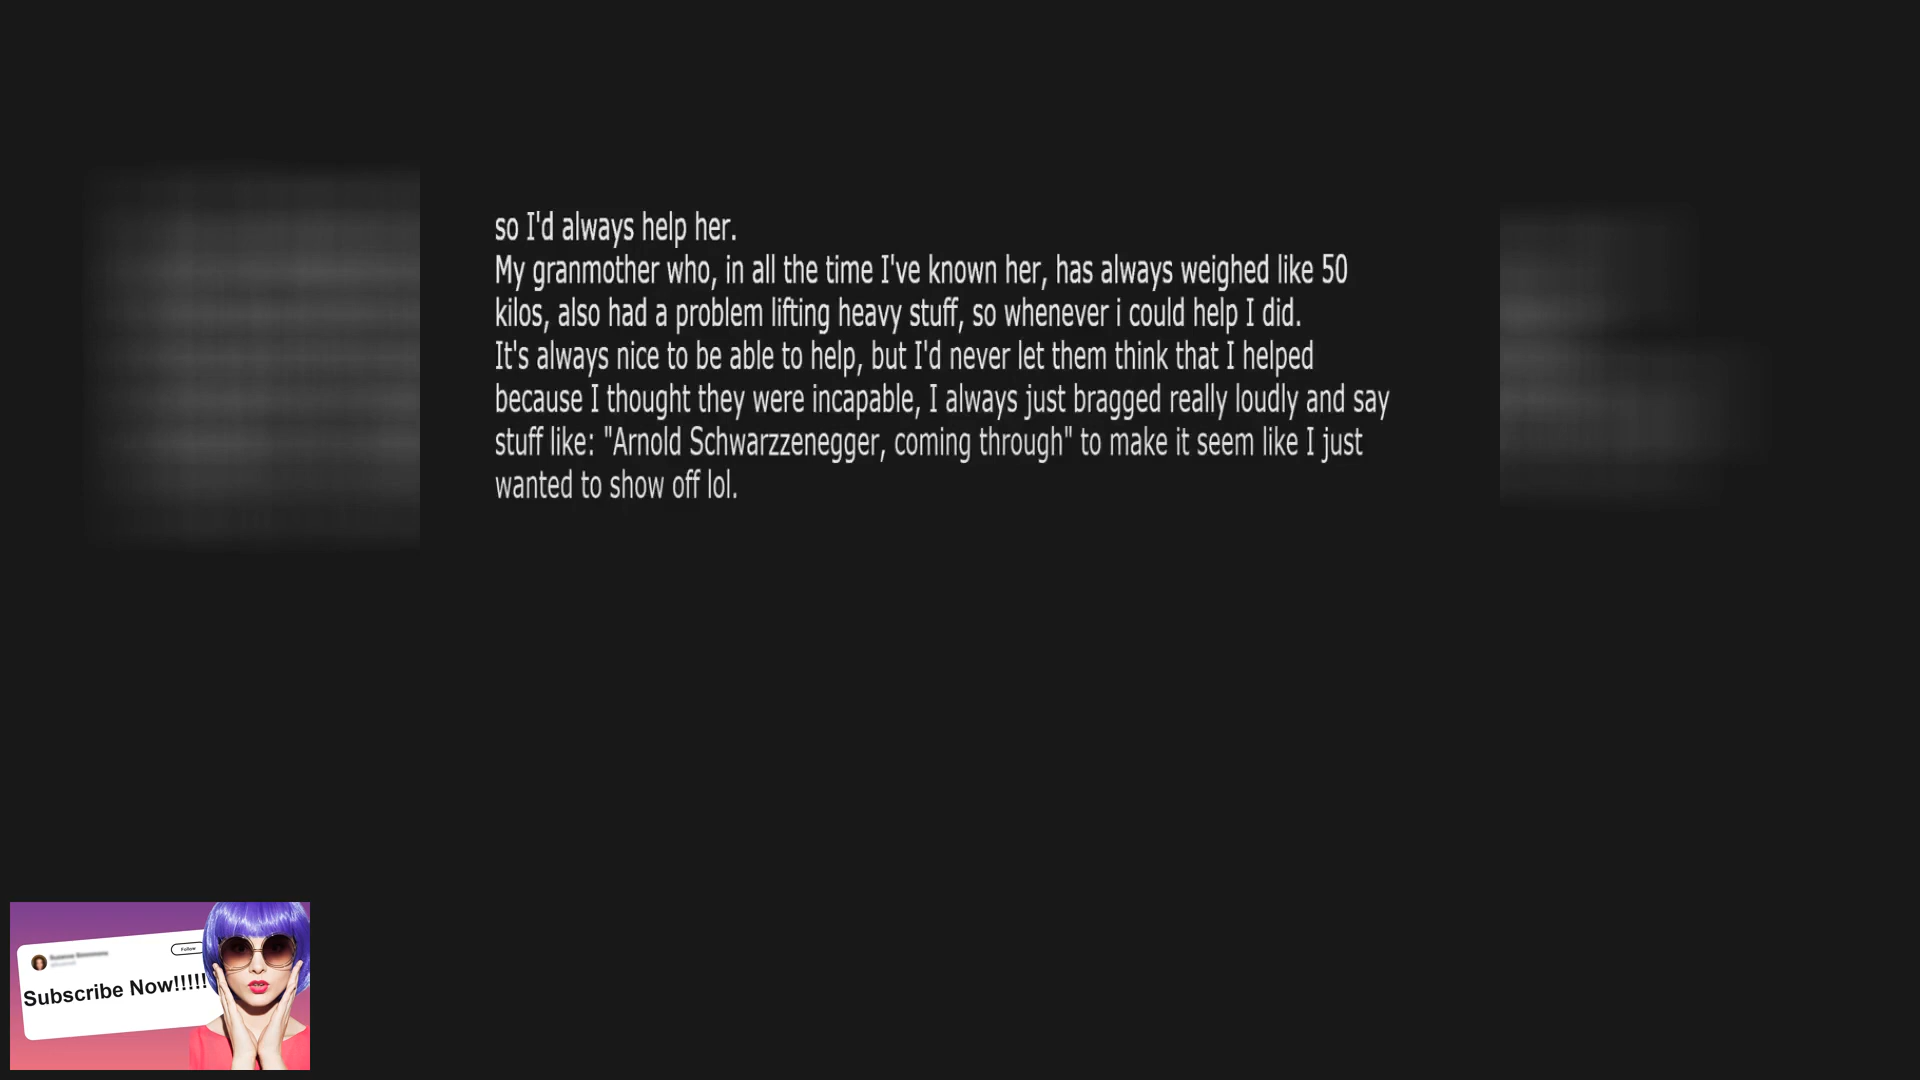 so I'd always help her.
My granmother who, in all the time I've known her, has always weighed like 50
kilos, also had a problem lifting heavy stuff, so whenever i could help I did.
It's always nice to be able to help, but I'd never let them think that I helped
because I thought they were incapable, I always just bragged really loudly and say
stuff like: "Arnold Schwarzzenegger, coming through" to make it seem like I just
wanted to show off lol.
Follow
Subscribe Now!!!!!